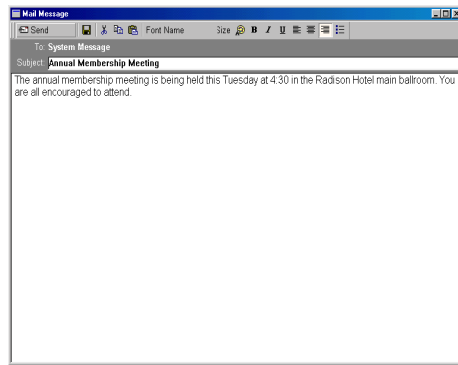 Mail Message
Send Font Name Size B I U
To: System Message
Subject: Annual Membership Meeting
The annual membership meeting is being held this Tuesday at 4:30 in the Radison Hotel main ballroom. You
are all encouraged to attend.